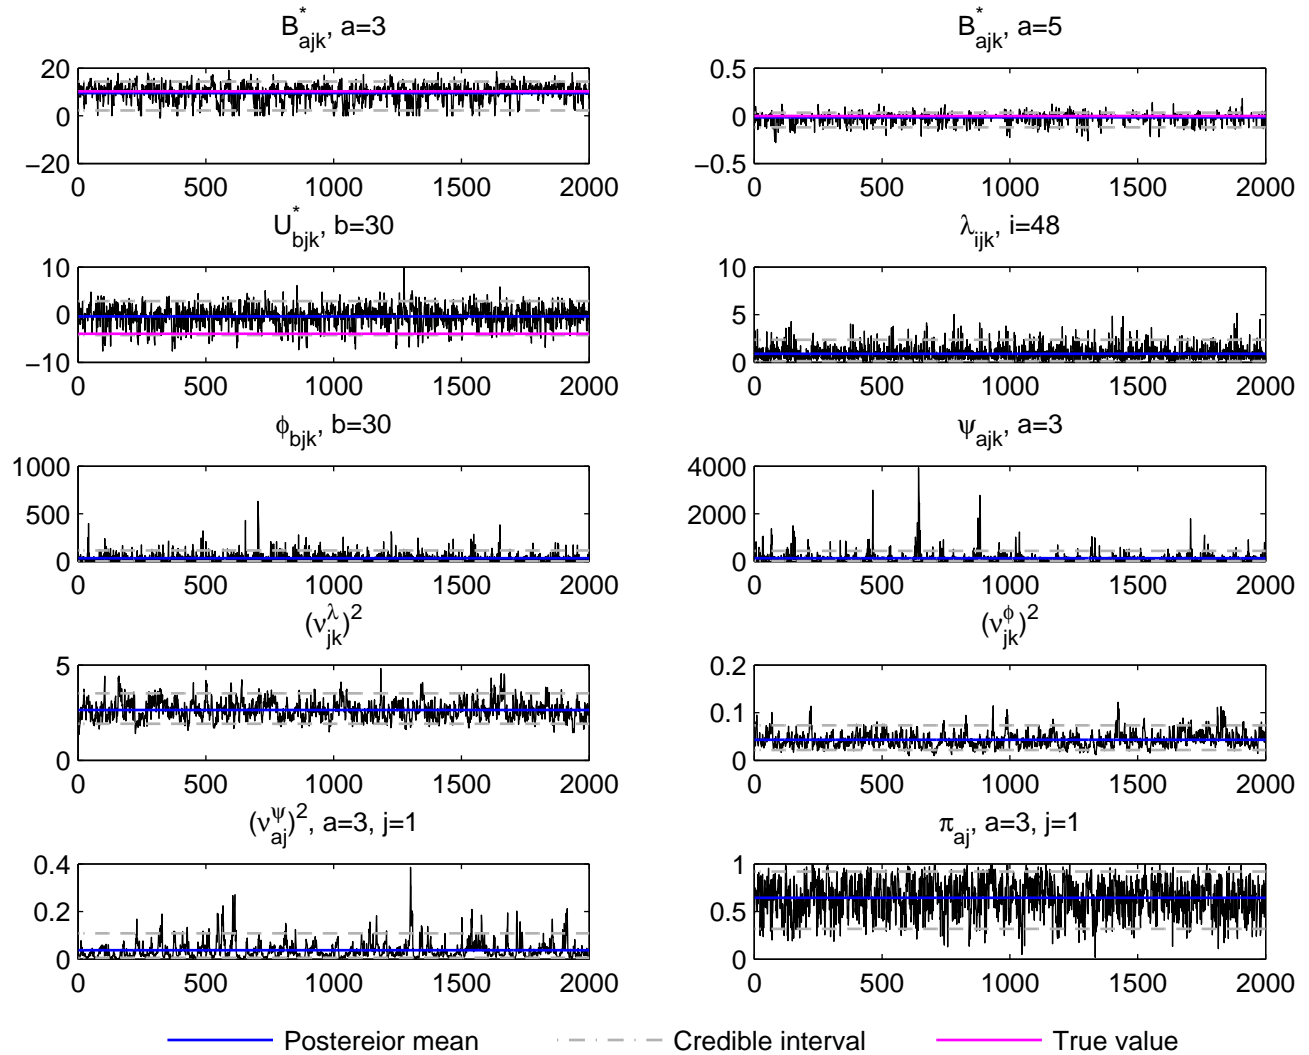 B*ajk, a=3
B*ajk, a=5
20
0
−20
0 500 1000 1500 2000
0.5
0
−0.5
0 500 1000 1500 2000
U*bjk, b=30
λijk, i=48
10
0
−10
0 500 1000 1500 2000
10
5
0
0 500 1000 1500 2000
ϕbjk, b=30
ψajk, a=3
1000
500
0
0 500 1000 1500 2000
4000
2000
0
0 500 1000 1500 2000
(νλjk)2
(νϕjk)2
5
0
0 500 1000 1500 2000
0.2
0.1
0
0 500 1000 1500 2000
(νψaj)2, a=3, j=1
πaj, a=3, j=1
0.4
0.2
0
0 500 1000 1500 2000
1
0.5
0
0 500 1000 1500 2000
Postereior mean
Credible interval
True value